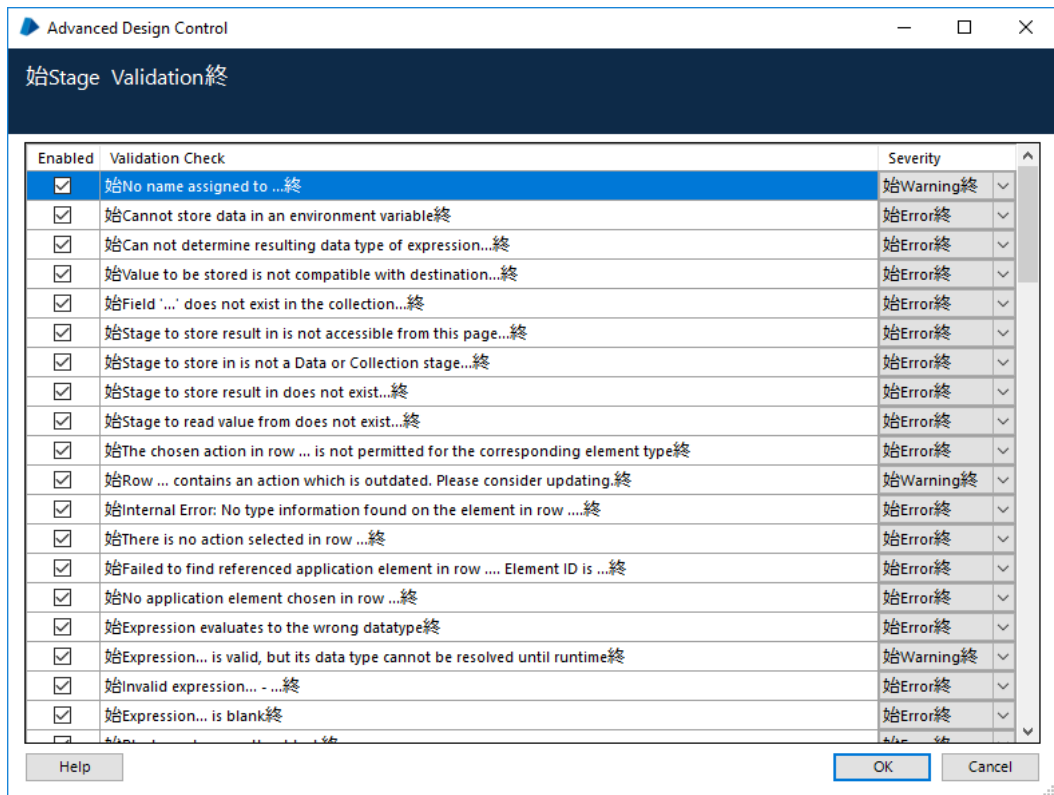 Advanced Design Control
始Stage Validation終
Enabled Validation Check Severity
始No name assigned to ...終 始Warning終
始Cannot store data in an environment variable終 始Error終
始Can not determine resulting data type of expression...終 始Error終
始Value to be stored is not compatible with destination...終 始Error終
始Field '...' does not exist in the collection...終 始Error終
始Stage to store result in is not accessible from this page...終 始Error終
始Stage to store in is not a Data or Collection stage...終 始Error終
始Stage to store result in does not exist...終 始Error終
始Stage to read value from does not exist...終 始Error終
始The chosen action in row ... is not permitted for the corresponding element type終 始Error終
始Row ... contains an action which is outdated. Please consider updating.終 始Warning終
始Internal Error: No type information found on the element in row ....終 始Error終
始There is no action selected in row ...終 始Error終
始Failed to find referenced application element in row .... Element ID is ...終 始Error終
始No application element chosen in row ...終 始Error終
始Expression evaluates to the wrong datatype終 始Error終
始Expression... is valid, but its data type cannot be resolved until runtime終 始Warning終
始Invalid expression... - ...終 始Error終
始Expression... is blank終 始Error終
Help OK Cancel